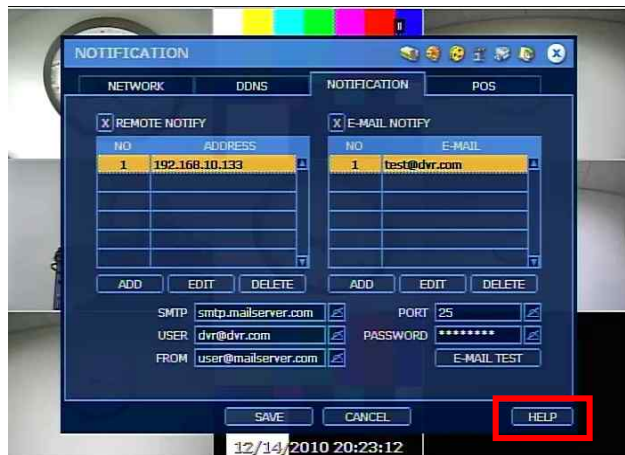 NOTIFICATION
NETWORK DDNS NOTIFICATION POS
X REMOTE NOTIFY X E-MAIL NOTIFY
NO ADDRESS NO E-MAIL
1 192.168.10.133 1 test@dvr.com
ADD EDIT DELETE ADD EDIT DELETE
SMTP smtp.mailserver.com PORT 25
USER dvr@dvr.com PASSWORD ********
FROM user@mailserver.com E-MAIL TEST
SAVE CANCEL HELP
12/14/2010 20:23:12